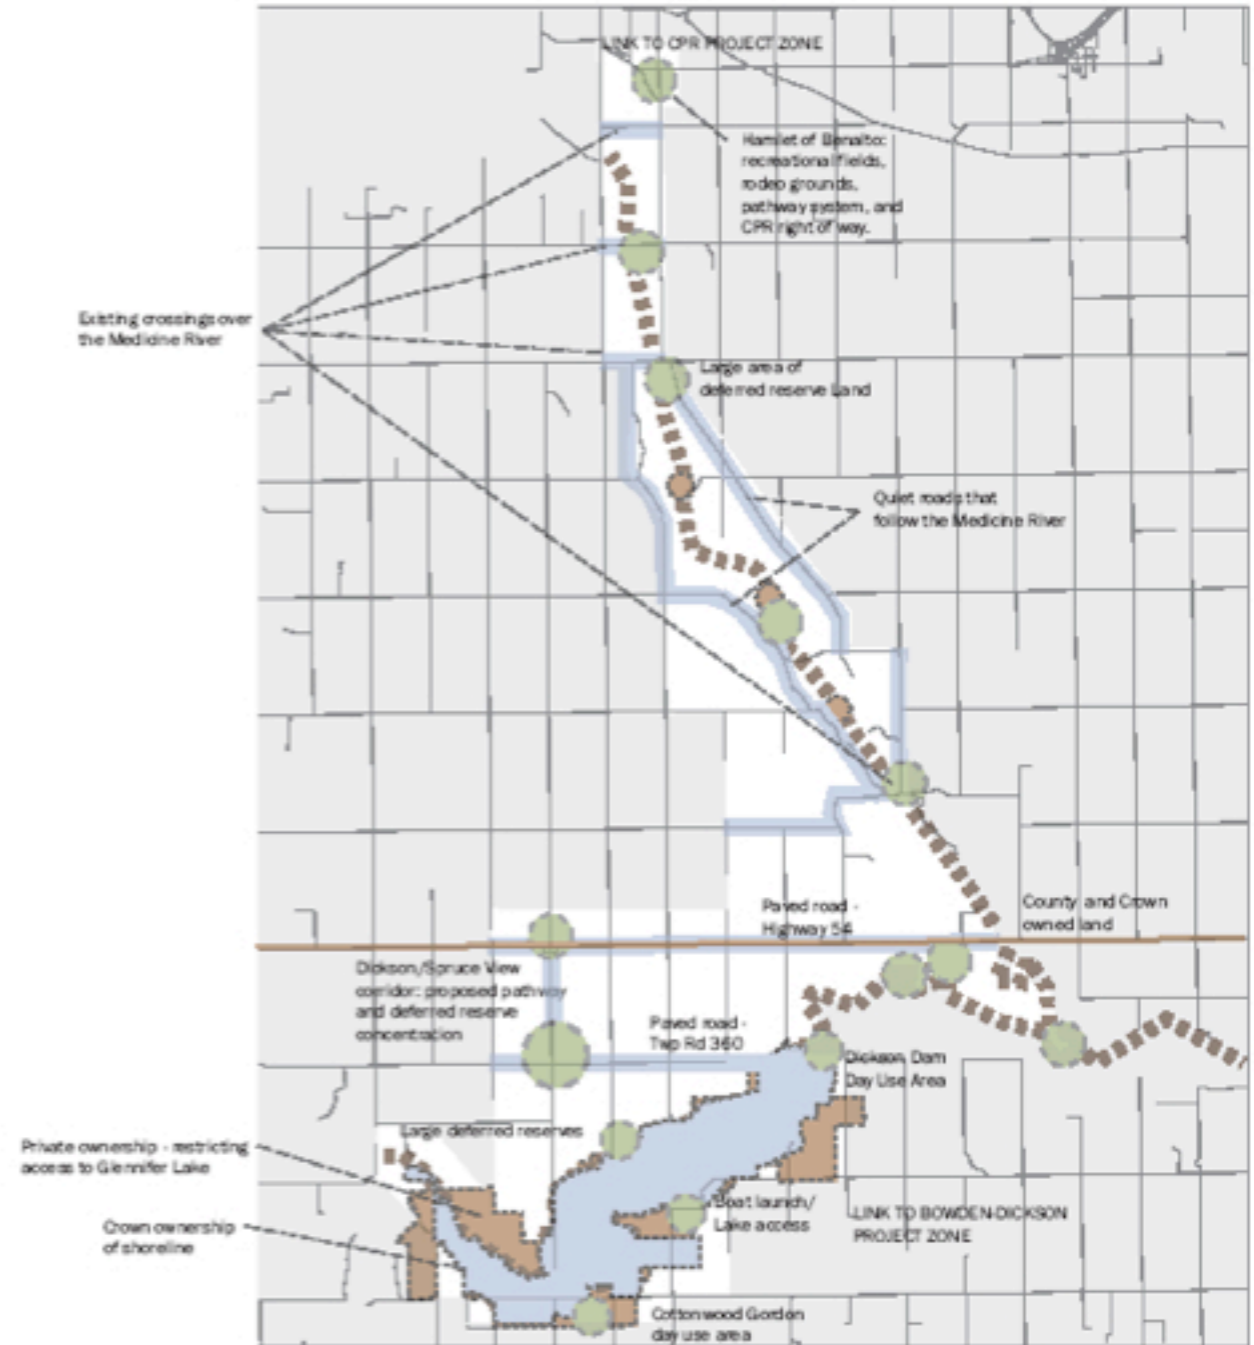 LINK TO CPR PROJECT ZONE
Hamlet of Benalto:
recreational fields,
rodeo grounds,
pathway system, and
CPR right of way.
Existing crossings over
the Medicine River
Large area of
deferred reserve Land
Quiet roads that
follow the Medicine River
Paved road -
Highway 54
County and Crown
owned land
Dickson/Spruce View
corridor: proposed pathway
and deferred reserve
concentration
Paved road -
Twp Rd 360
Dickson Dam
Day Use Area
Large deferred reserves
Private ownership - restricting
access to Glennifer Lake
Boat launch/
Lake access
LINK TO BOWDEN-DICKSON
PROJECT ZONE
Crown ownership
of shoreline
Cottonwood Gordon
day use area